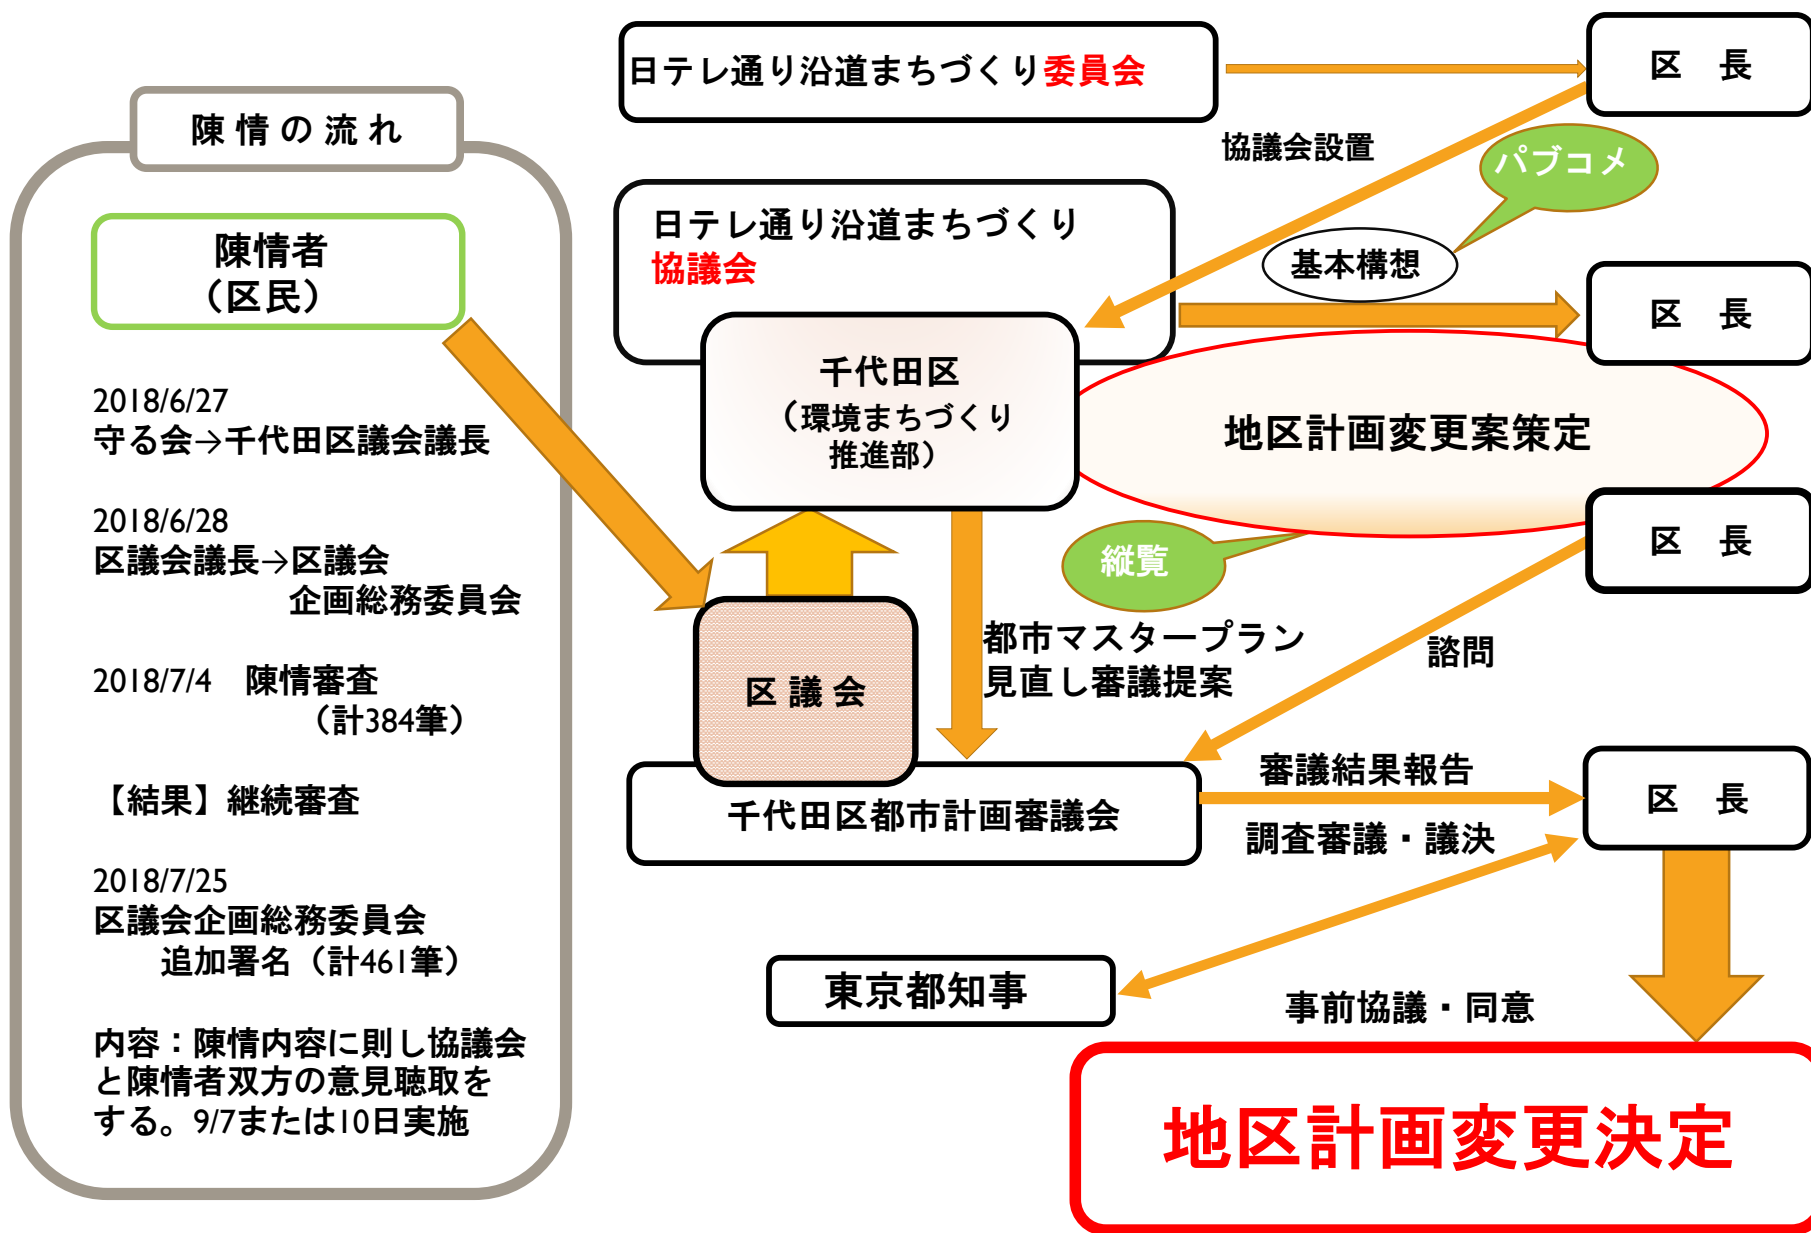 陳情の流れ
陳情者
（区民）
2018/6/27
守る会→千代田区議会議長
2018/6/28
区議会議長→区議会
企画総務委員会
2018/7/4　陳情審査
（計384筆）
【結果】継続審査
2018/7/25
区議会企画総務委員会
追加署名（計461筆）
内容：陳情内容に則し協議会
と陳情者双方の意見聴取を
する。9/7または10日実施
日テレ通り沿道まちづくり委員会
区　長
協議会設置
パブコメ
日テレ通り沿道まちづくり
協議会
基本構想
区　長
千代田区
（環境まちづくり
推進部）
地区計画変更案策定
区　長
縦覧
都市マスタープラン
見直し審議提案
諮問
区議会
千代田区都市計画審議会
審議結果報告
区　長
調査審議・議決
東京都知事
事前協議・同意
地区計画変更決定